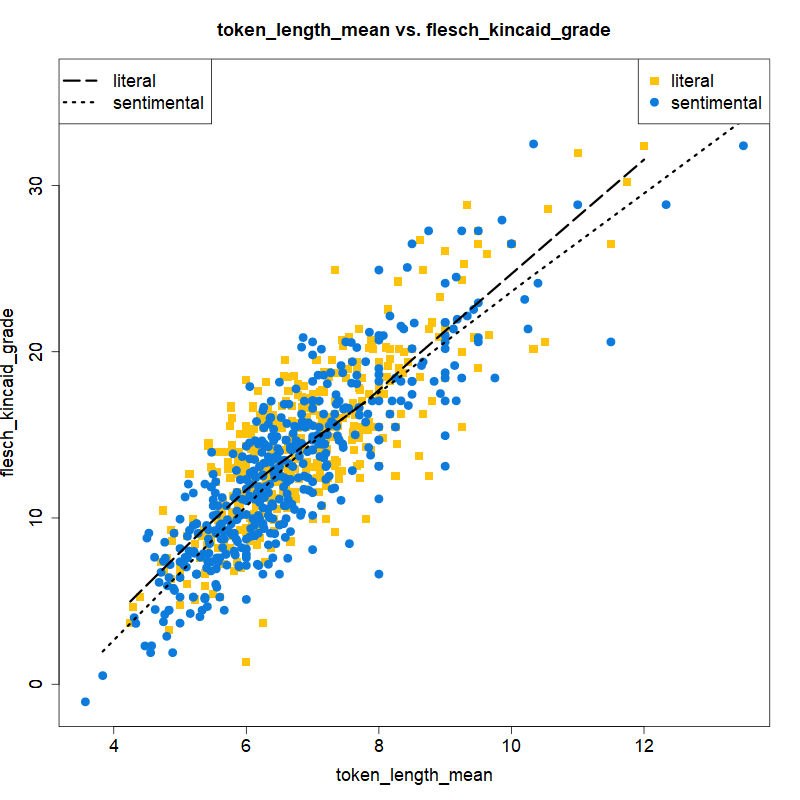 token_length_mean vs. flesch_kincaid_grade
literal
sentimental
literal
sentimental
flesch_kincaid_grade
30
20
10
0
4
6
8
10
12
token_length_mean